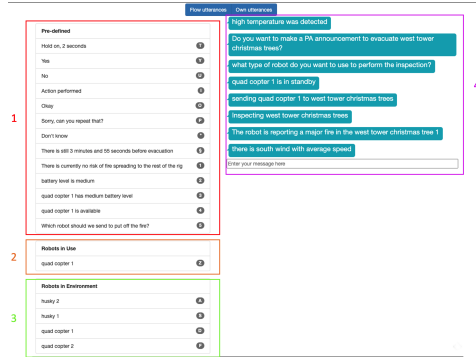 Flow utterances Own utterances
Pre-defined
Hold on, 2 seconds
Yes
No
Action performed
Okay
Sorry, can you repeat that?
Don't know
There is still 3 minutes and 55 seconds before evacuation
There is currently no risk of fire spreading to the rest of the rig
battery level is medium
quad copter 1 has medium battery level
quad copter 1 is available
Which robot should we send to put off the fire?
1
Robots in Use
quad copter 1
2
Robots in Environment
husky 2
husky 1
quad copter 1
quad copter 2
3
high temperature was detected
Do you want to make a PA announcement to evacuate west tower
christmas trees?
what type of robot do you want to use to perform the inspection?
quad copter 1 is in standby
sending quad copter 1 to west tower christmas trees
Inspecting west tower christmas trees
The robot is reporting a major fire in the west tower christmas tree 1
there is south wind with average speed
Enter your message here